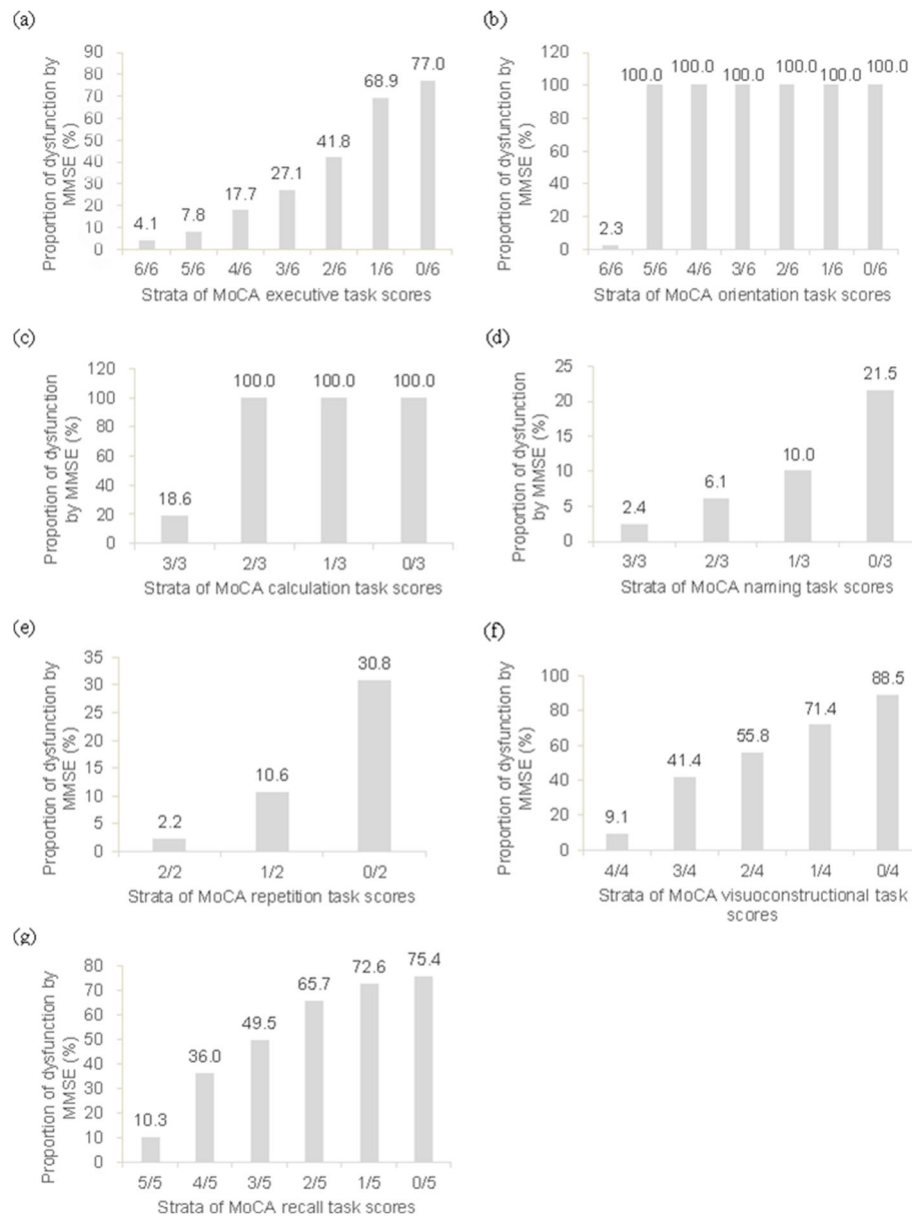 (a)
Proportion of dysfunction by
MMSE (%)
90
80
70
60
50
40
30
20
10
0
4.1
7.8
17.7
27.1
41.8
68.9
77.0
6/6 5/6 4/6 3/6 2/6 1/6 0/6
Strata of MoCA executive task scores
(b)
Proportion of dysfunction by
MMSE (%)
120
100
80
60
40
20
0
2.3
100.0
100.0
100.0
100.0
100.0
100.0
6/6 5/6 4/6 3/6 2/6 1/6 0/6
Strata of MoCA orientation task scores
(c)
Proportion of dysfunction
by MMSE (%)
120
100
80
60
40
20
0
18.6
100.0
100.0
100.0
3/3 2/3 1/3 0/3
Strata of MoCA calculation task scores
(d)
Proportion of dysfunction
by MMSE (%)
25
20
15
10
5
0
2.4
6.1
10.0
21.5
3/3 2/3 1/3 0/3
Strata of MoCA naming task scores
(e)
Proportion of dysfunction by
MMSE (%)
35
30
25
20
15
10
5
0
2.2
10.6
30.8
2/2 1/2 0/2
Strata of MoCA repetition task scores
(f)
Proportion of dysfunction by
MMSE (%)
100
80
60
40
20
0
9.1
41.4
55.8
71.4
88.5
4/4 3/4 2/4 1/4 0/4
Strata of MoCA visuoconstructional task
scores
(g)
Proportion of dysfunction by
MMSE (%)
80
70
60
50
40
30
20
10
0
10.3
36.0
49.5
65.7
72.6
75.4
5/5 4/5 3/5 2/5 1/5 0/5
Strata of MoCA recall task scores